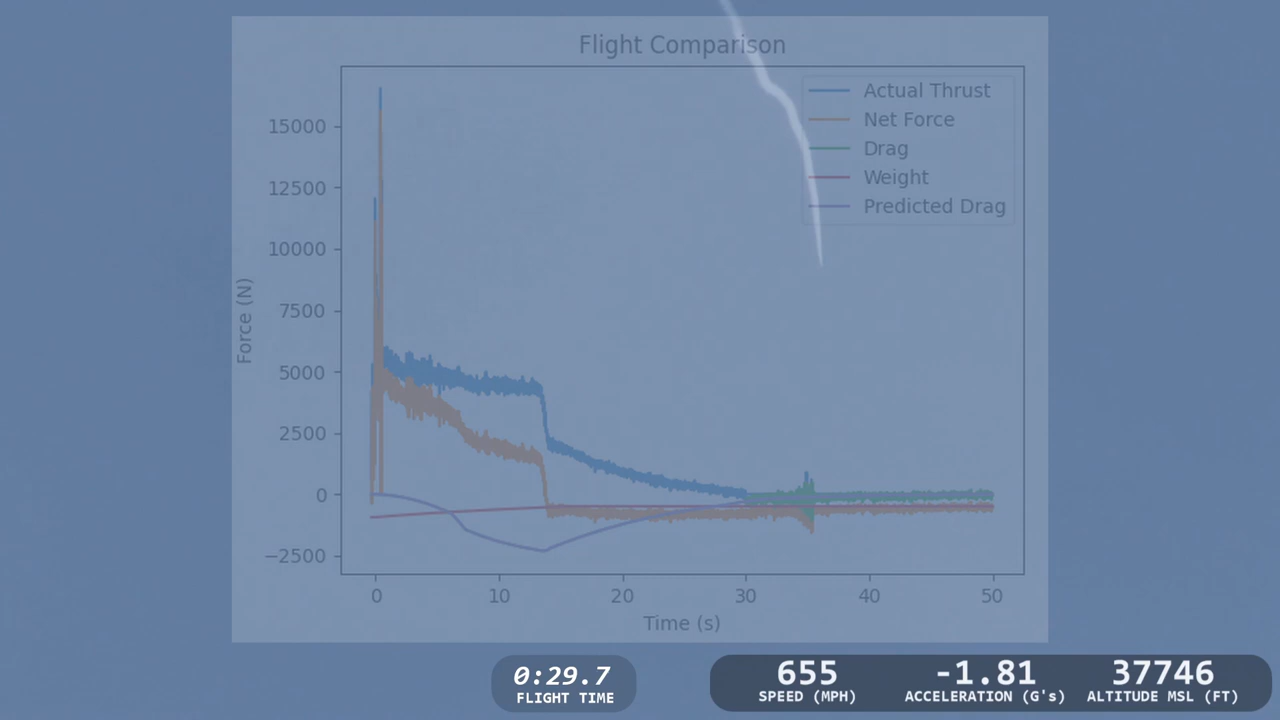 Flight Comparison
Actual Thrust
Net Force
Drag
Weight
Predicted Drag
15000
12500
10000
7500
5000
2500
0
−2500
Force (N)
0 10 20 30 40 50
Time (s)
0:29.7
FLIGHT TIME
655 -1.81 37746
SPEED (MPH) ACCELERATION (G's) ALTITUDE MSL (FT)